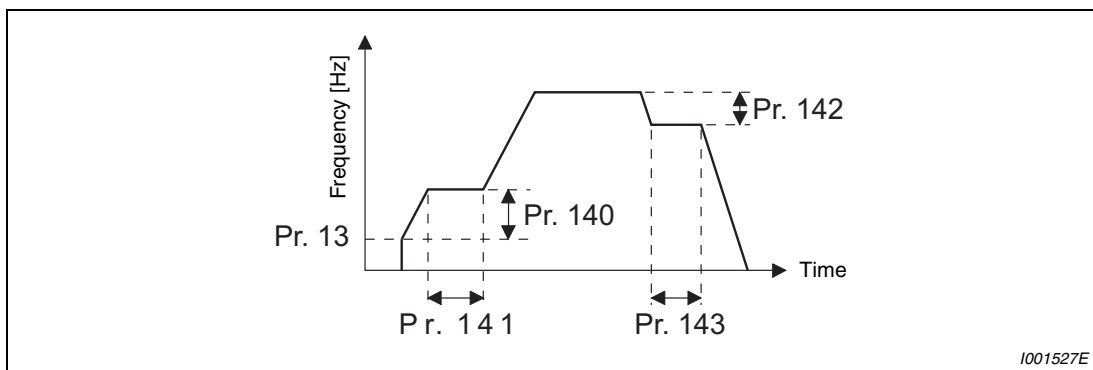 Frequency [Hz]
Pr. 142
Pr. 140
Pr. 13
Time
Pr. 141
Pr. 143
I001527E